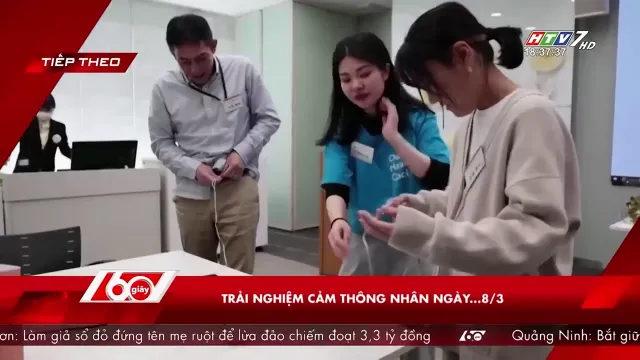 TIẾP THEO
HTV7 HD
18:37:37
60 giây
TRẢI NGHIỆM CẢM THÔNG NHÂN NGÀY...8/3
ơn: Làm giả sổ đỏ đứng tên mẹ ruột để lừa đảo chiếm đoạt 3,3 tỷ đồng
60
Quảng Ninh: Bắt giữ